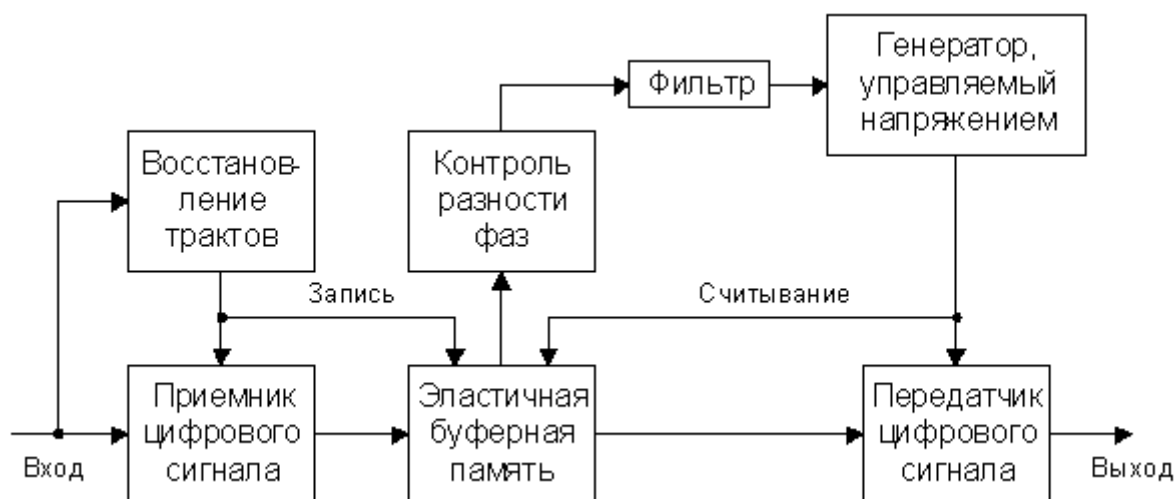 Генератор,
управляемый
напряжением
Фильтр
Восстанов-
ление
трактов
Контроль
разности
фаз
Запись
Считывание
Приемник
цифрового
сигнала
Эластичная
буферная
память
Передатчик
цифрового
сигнала
Вход
Выход